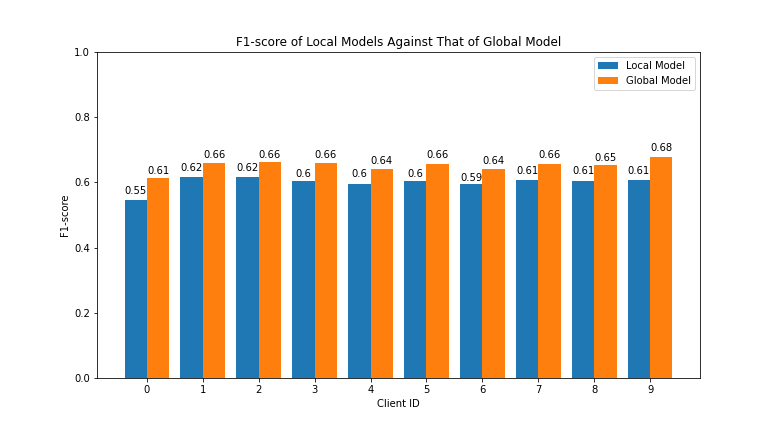 F1-score of Local Models Against That of Global Model
Local Model
Global Model
F1-score
1.0
0.8
0.6
0.4
0.2
0.0
0.55 0.61 0.62 0.66 0.62 0.66 0.6 0.66 0.6 0.64 0.6 0.66 0.59 0.64 0.61 0.66 0.61 0.65 0.61 0.68
0 1 2 3 4 5 6 7 8 9
Client ID